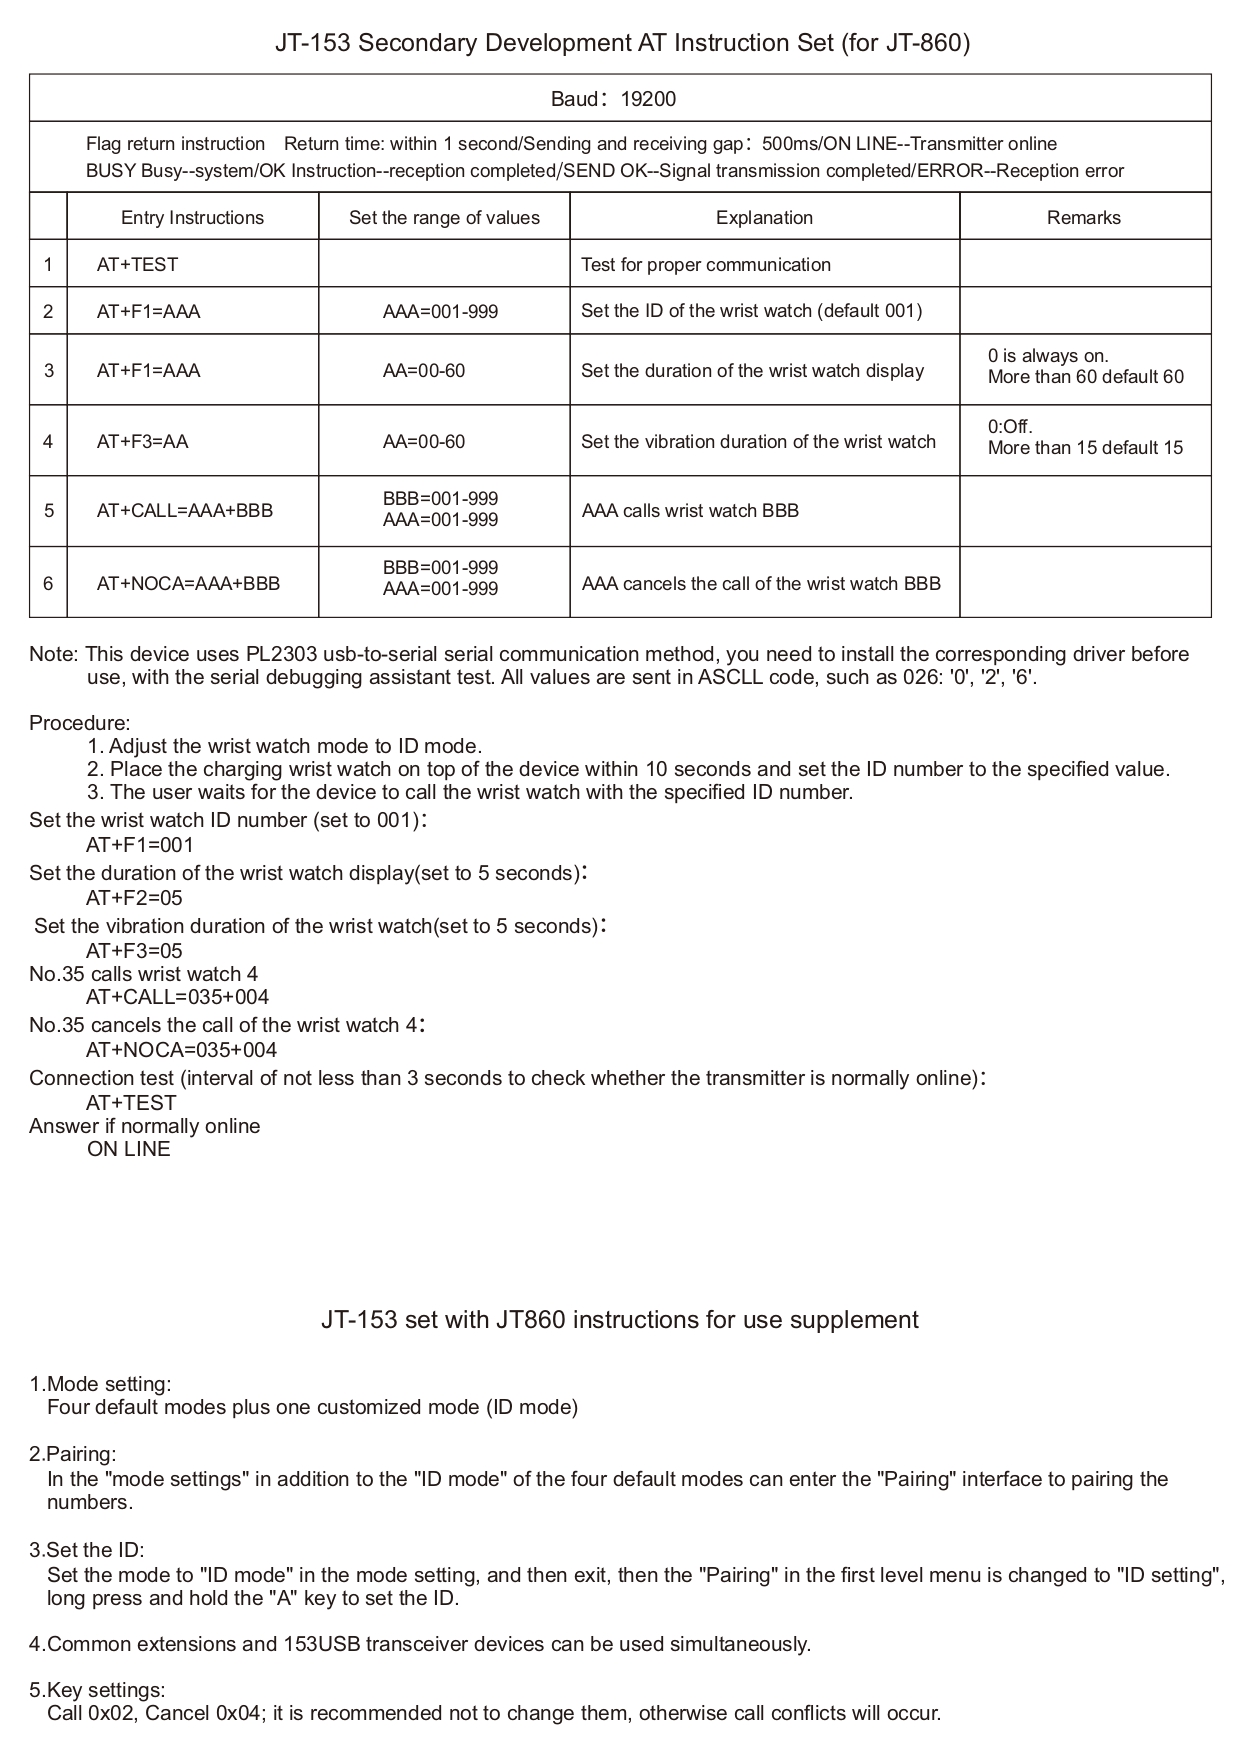 JT-153 Secondary Development AT Instruction Set (for JT-860)
Baud：19200
Flag return instruction Return time: within 1 second/Sending and receiving gap：500ms/ON LINE--Transmitter online
BUSY Busy--system/OK Instruction--reception completed/SEND OK--Signal transmission completed/ERROR--Reception error
Entry Instructions Set the range of values Explanation Remarks
1 AT+TEST Test for proper communication
2 AT+F1=AAA AAA=001-999 Set the ID of the wrist watch (default 001)
3 AT+F1=AAA AA=00-60 Set the duration of the wrist watch display
0 is always on.
More than 60 default 60
4 AT+F3=AA AA=00-60 Set the vibration duration of the wrist watch
0:Off.
More than 15 default 15
5 AT+CALL=AAA+BBB
BBB=001-999
AAA=001-999
AAA calls wrist watch BBB
6 AT+NOCA=AAA+BBB
BBB=001-999
AAA=001-999
AAA cancels the call of the wrist watch BBB
Note: This device uses PL2303 usb-to-serial serial communication method, you need to install the corresponding driver before
use, with the serial debugging assistant test. All values are sent in ASCLL code, such as 026: '0', '2', '6'.
Procedure:
1. Adjust the wrist watch mode to ID mode.
2. Place the charging wrist watch on top of the device within 10 seconds and set the ID number to the specified value.
3. The user waits for the device to call the wrist watch with the specified ID number.
Set the wrist watch ID number (set to 001)：
AT+F1=001
Set the duration of the wrist watch display(set to 5 seconds)：
AT+F2=05
Set the vibration duration of the wrist watch(set to 5 seconds)：
AT+F3=05
No.35 calls wrist watch 4
AT+CALL=035+004
No.35 cancels the call of the wrist watch 4：
AT+NOCA=035+004
Connection test (interval of not less than 3 seconds to check whether the transmitter is normally online)：
AT+TEST
Answer if normally online
ON LINE
JT-153 set with JT860 instructions for use supplement
1.Mode setting:
Four default modes plus one customized mode (ID mode)
2.Pairing:
In the "mode settings" in addition to the "ID mode" of the four default modes can enter the "Pairing" interface to pairing the
numbers.
3.Set the ID:
Set the mode to "ID mode" in the mode setting, and then exit, then the "Pairing" in the first level menu is changed to "ID setting",
long press and hold the "A" key to set the ID.
4.Common extensions and 153USB transceiver devices can be used simultaneously.
5.Key settings:
Call 0x02, Cancel 0x04; it is recommended not to change them, otherwise call conflicts will occur.